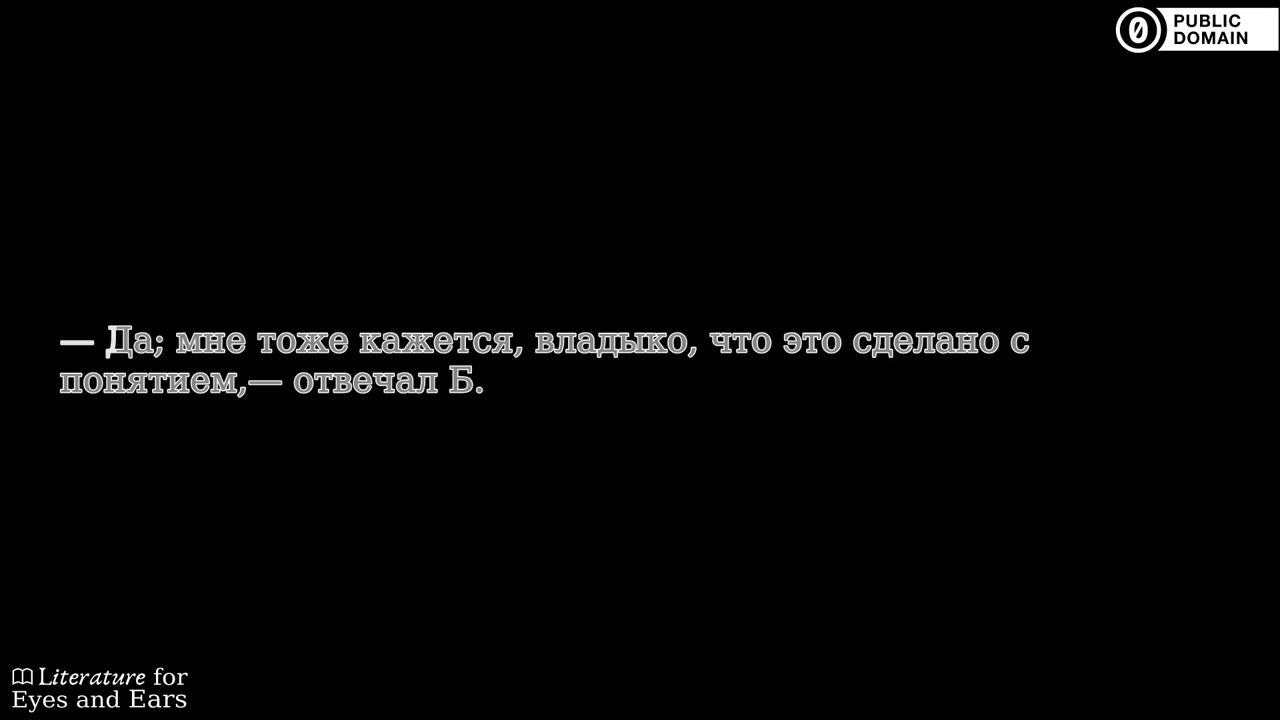 PUBLIC
DOMAIN
— Да; мне тоже кажется, владыко, что это сделано с
понятием,— отвечал Б.
Literature for
Eyes and Ears